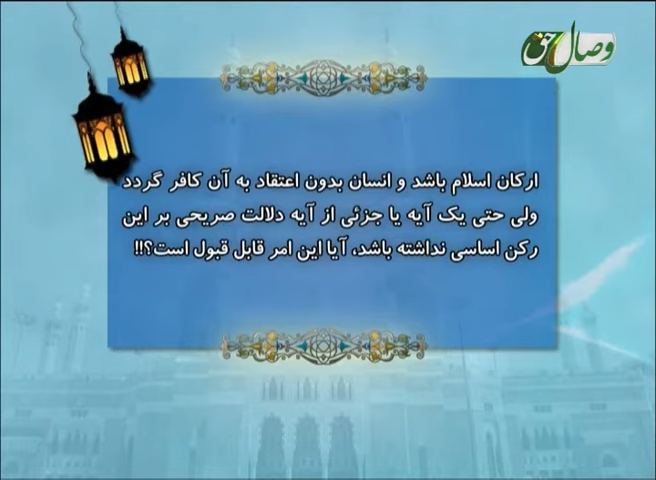 وصال حق
ارکان اسلام باشد و انسان بدون اعتقاد به آن کافر گردد
ولی حتی یک آیه یا جزئی از آیه دلالت صریحی بر این
رکن اساسی نداشته باشد، آیا این امر قابل قبول است؟!!